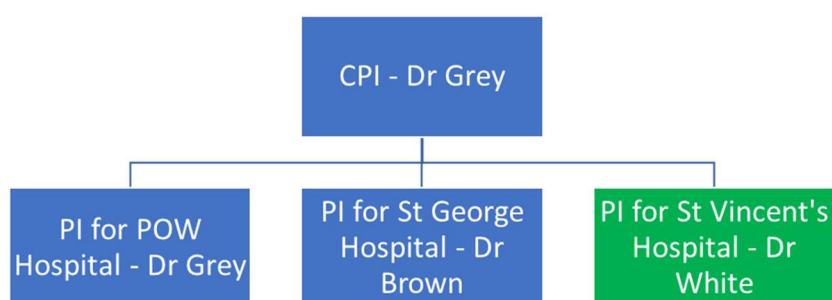 CPI - Dr Grey
PI for POW
Hospital - Dr Grey
PI for St George
Hospital - Dr
Brown
PI for St Vincent's
Hospital - Dr
White